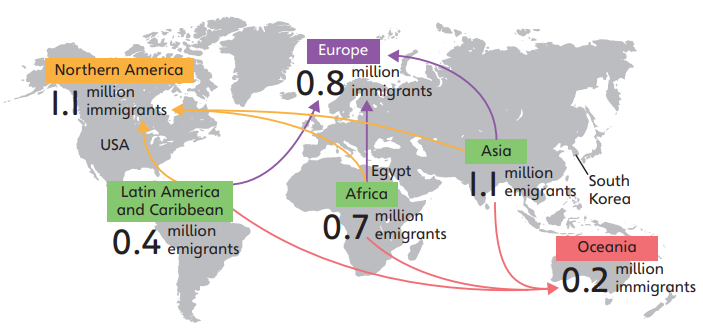 Europe
0.8 million
immigrants
Northern America
1.1 million
immigrants
USA
Asia
1.1 million
emigrants
South
Korea
Egypt
Africa
0.7 million
emigrants
Latin America
and Caribbean
0.4 million
emigrants
Oceania
0.2 million
immigrants